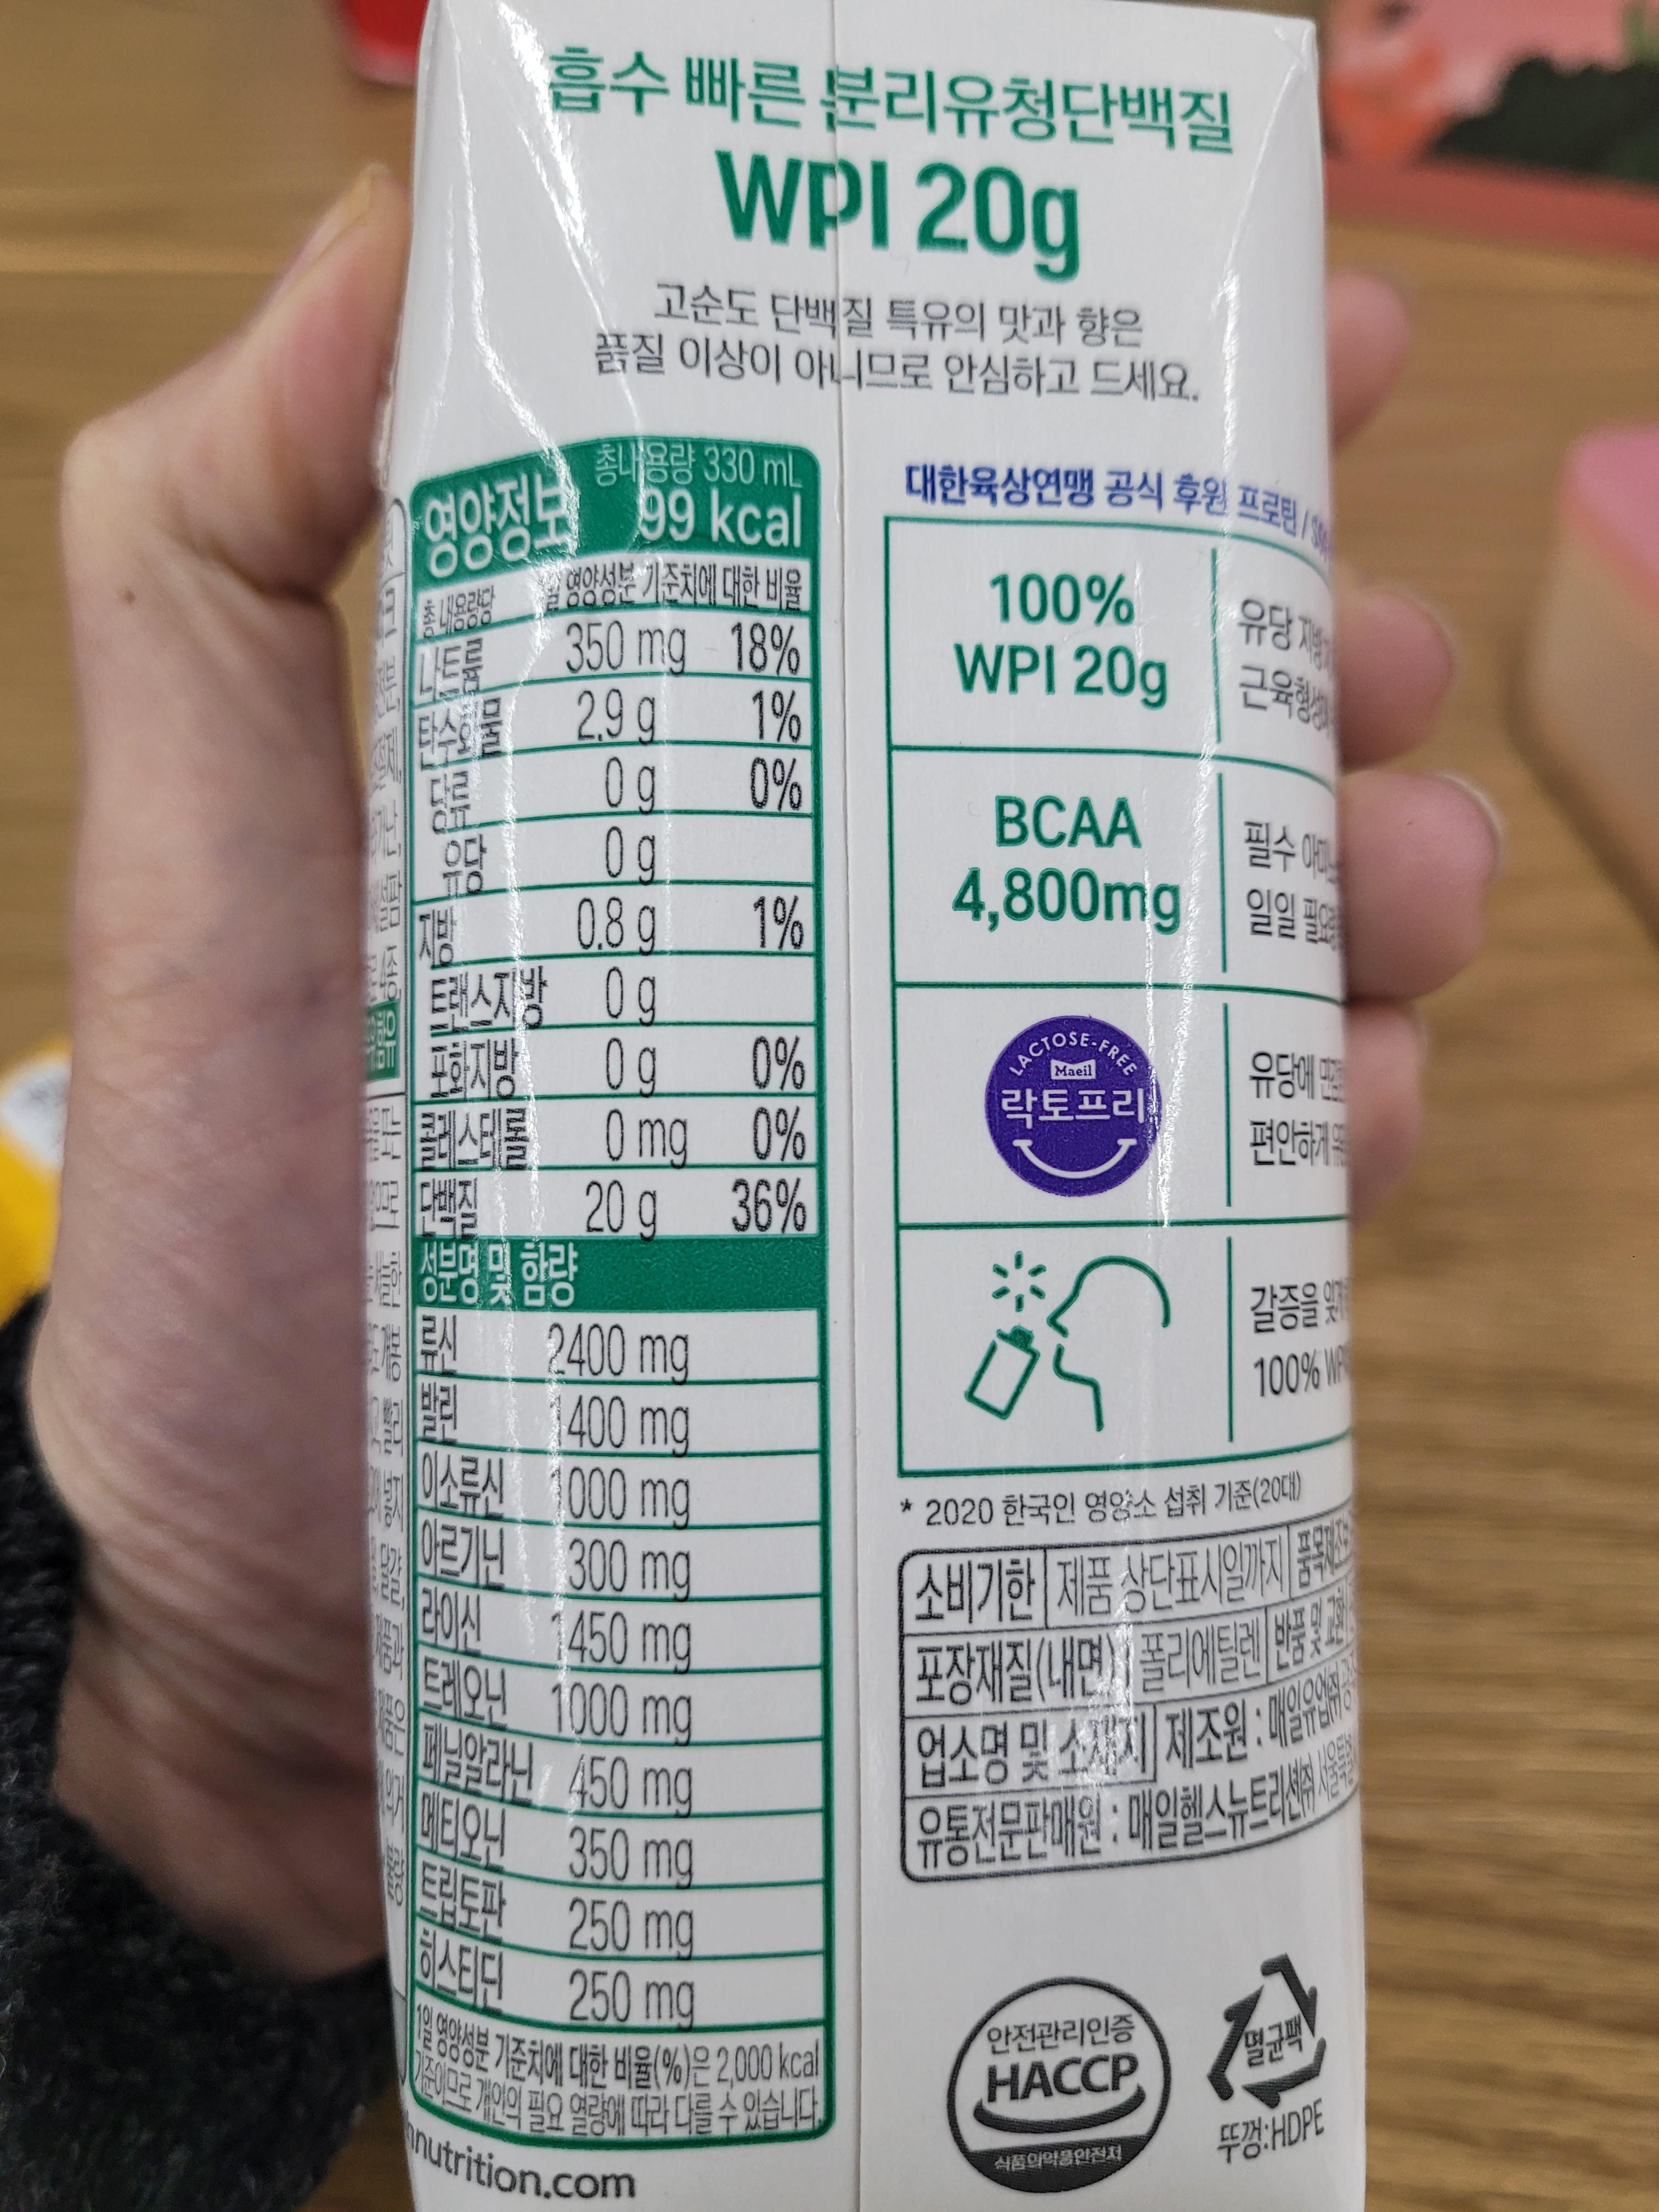 흡수 빠른 분리유청단백질
WPI 20g
고순도 단백질 특유의 맛과 향은
품질 이상이 아니므로 안심하고 드세요.
영양정보
총내용량 330 mL
99 kcal
총 내용량당 1일 영양성분 기준치에 대한 비율
나트륨 350 mg 18%
탄수화물 2.9 g 1%
당류 0 g 0%
유당 0 g
지방 0.8 g 1%
트랜스지방 0 g
포화지방 0 g 0%
콜레스테롤 0 mg 0%
단백질 20 g 36%
성분명 및 함량
류신 2400 mg
발린 1400 mg
이소류신 1000 mg
아르기닌 300 mg
라이신 1450 mg
트레오닌 1000 mg
페닐알라닌 450 mg
메티오닌 350 mg
트립토판 250 mg
히스티딘 250 mg
1일 영양성분 기준치에 대한 비율(%)은 2,000 kcal
기준이므로 개인의 필요 열량에 따라 다를 수 있습니다.
nutrition.com
대한육상연맹 공식 후원 프로틴 /
100%
WPI 20g
유당
근육형성
BCAA
4,800mg
필수
일일
LACTOSE-FREE
Maeil
락토프리
유당에
편안하게
갈증을
100%
* 2020 한국인 영양소 섭취 기준(20대)
소비기한 제품 상단표시일까지
포장재질(내면) 폴리에틸렌 반품 및 교환
업소명 및 소재지 제조원 : 매일유업㈜
유통전문판매원 : 매일헬스뉴트리션㈜
안전관리인증
HACCP
식품의약품안전처
멸균팩
뚜껑:HDPE